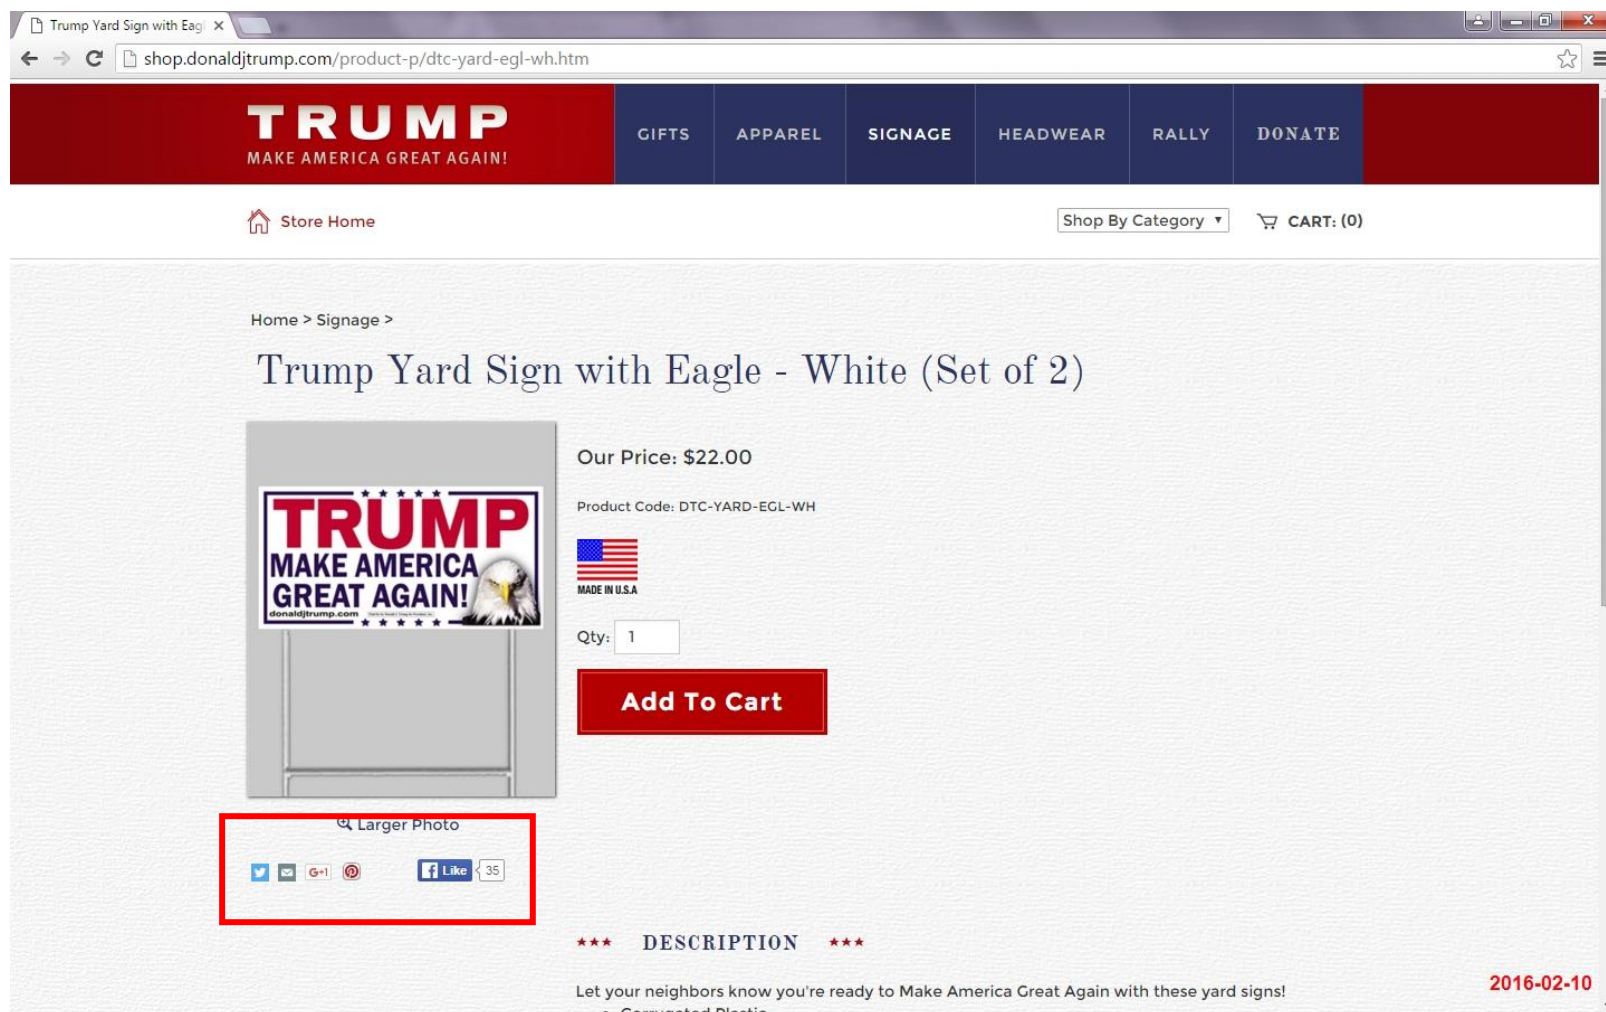 Trump Yard Sign with Eagl
shop.donaldjtrump.com/product-p/dtc-yard-egl-wh.htm
TRUMP
MAKE AMERICA GREAT AGAIN!
GIFTS APPAREL SIGNAGE HEADWEAR RALLY DONATE
Store Home
Shop By Category CART: (0)
Home > Signage >
Trump Yard Sign with Eagle - White (Set of 2)
TRUMP
MAKE AMERICA
GREAT AGAIN!
donaldjtrump.com
Our Price: $22.00
Product Code: DTC-YARD-EGL-WH
MADE IN U.S.A
Qty: 1
Add To Cart
Larger Photo
G+1 Like 35
*** DESCRIPTION ***
Let your neighbors know you're ready to Make America Great Again with these yard signs!
2016-02-10
Corrugated Plastic